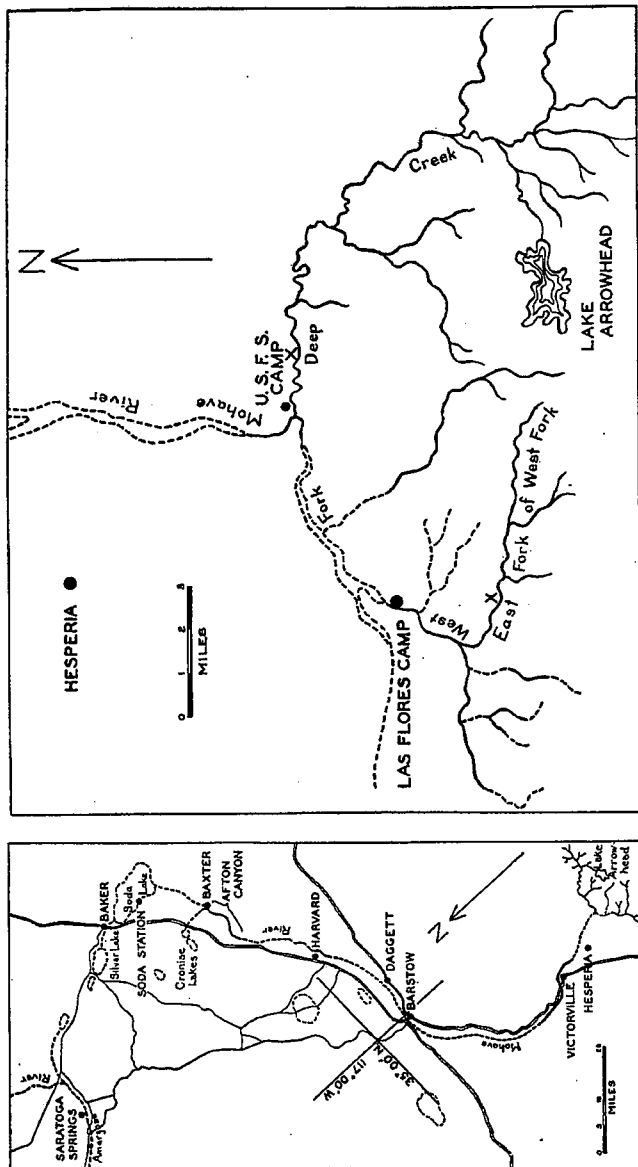 SARATOGA
SPRINGS
River
BAKER
Silver Lake
Soda
Lake
SODA STATION
Cronise
Lakes
BAXTER
AFTON
CANYON
River
HARVARD
DAGGETT
BARSTOW
117° 00' W.
35° 00' N.
N
Mohave
VICTORVILLE
HESPERIA
Lake
Arrow-
head
MILES
N
HESPERIA
0 1 2 3
MILES
River
Mohave
U.S.F.S.
CAMP
X
Deep
Creek
LAKE
ARROWHEAD
Fork
West
LAS FLORES CAMP
X
East Fork of West Fork